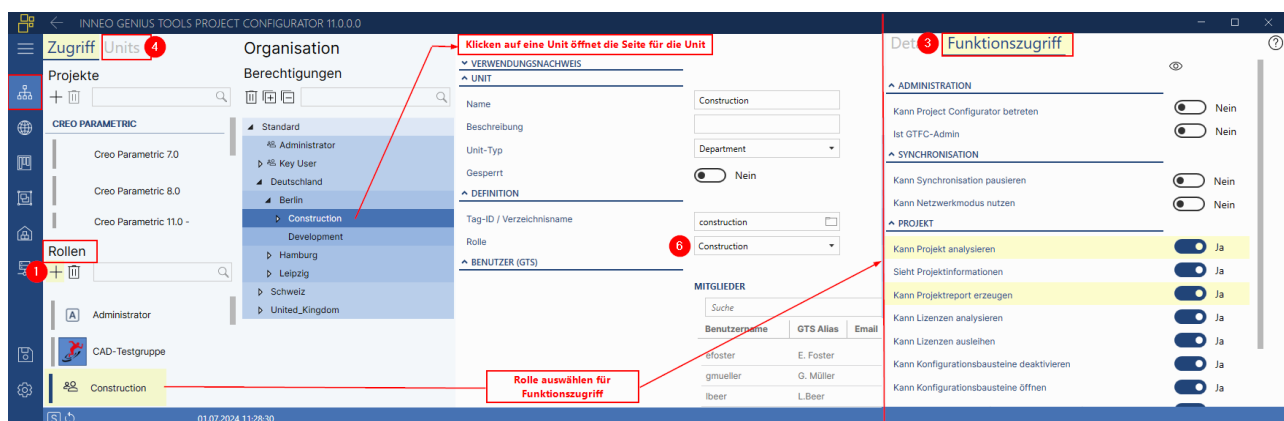 INNEO GENIUS TOOLS PROJECT CONFIGURATOR 11.0.0.0
Zugriff Units 4
Projekte
CREO PARAMETRIC
Creo Parametric 7.0
Creo Parametric 8.0
Creo Parametric 11.0 -
Rollen
1
Administrator
CAD-Testgruppe
Construction
Organisation
Berechtigungen
Standard
Administrator
Key User
Deutschland
Berlin
Construction
Development
Hamburg
Leipzig
Schweiz
United_Kingdom
Klicken auf eine Unit öffnet die Seite für die Unit
VERWENDUNGSNACHWEIS
UNIT
Name Construction
Beschreibung
Unit-Typ Department
Gesperrt Nein
DEFINITION
Tag-ID / Verzeichnisname construction
Rolle 6 Construction
BENUTZER (GTS)
MITGLIEDER
Suche
Benutzername GTS Alias Email
efoster E. Foster
gmueller G. Müller
lbeer L.Beer
Rolle auswählen für
Funktionszugriff
Det 3 Funktionszugriff
ADMINISTRATION
Kann Project Configurator betreten Nein
Ist GTFC-Admin Nein
SYNCHRONISATION
Kann Synchronisation pausieren Nein
Kann Netzwerkmodus nutzen Nein
PROJEKT
Kann Projekt analysieren Ja
Sieht Projektinformationen Ja
Kann Projektreport erzeugen Ja
Kann Lizenzen analysieren Ja
Kann Lizenzen ausleihen Ja
Kann Konfigurationsbausteine deaktivieren Ja
Kann Konfigurationsbausteine öffnen Ja
01.07.2024 11:28:30